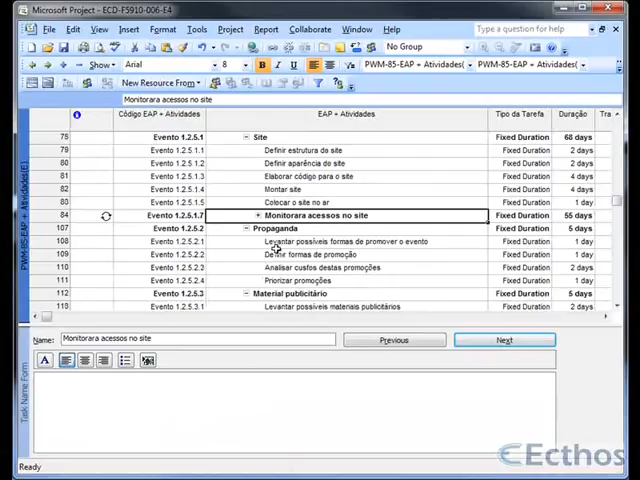 Microsoft Project - ECD-F5910-006-E4
File Edit View Insert Format Tools Project Report Collaborate Window Help Type a question for help
No Group
Show Arial 8 B I U PWM-85-EAP + Atividades( PWM-85-EAP + Atividades(E
New Resource From
Monitorara acessos no site
Código EAP + Atividades EAP + Atividades Tipo da Tarefa Duração Tra
78 Evento 1.2.5.1 Site Fixed Duration 68 days
79 Evento 1.2.5.1.1 Definir estrutura do site Fixed Duration 2 days
80 Evento 1.2.5.1.2 Definir aparência do site Fixed Duration 2 days
81 Evento 1.2.5.1.3 Elaborar código para o site Fixed Duration 4 days
82 Evento 1.2.5.1.4 Montar site Fixed Duration 2 days
83 Evento 1.2.5.1.5 Colocar o site no ar Fixed Duration 2 days
84 Evento 1.2.5.1.7 Monitorara acessos no site Fixed Duration 55 days
107 Evento 1.2.5.2 Propaganda Fixed Duration 5 days
108 Evento 1.2.5.2.1 Levantar possíveis formas de promover o evento Fixed Duration 1 day
109 Evento 1.2.5.2.2 Definir formas de promoção Fixed Duration 1 day
110 Evento 1.2.5.2.3 Analisar custos destas promoções Fixed Duration 2 days
111 Evento 1.2.5.2.4 Priorizar promoções Fixed Duration 1 day
112 Evento 1.2.5.3 Material publicitário Fixed Duration 5 days
118 Evento 1.2.5.3.1 Levantar possíveis materiais publicitários Fixed Duration 1 day
PWM-85-EAP + Atividades(E)
Name: Monitorara acessos no site Previous Next
Task Name Form
Ready
Ecthos